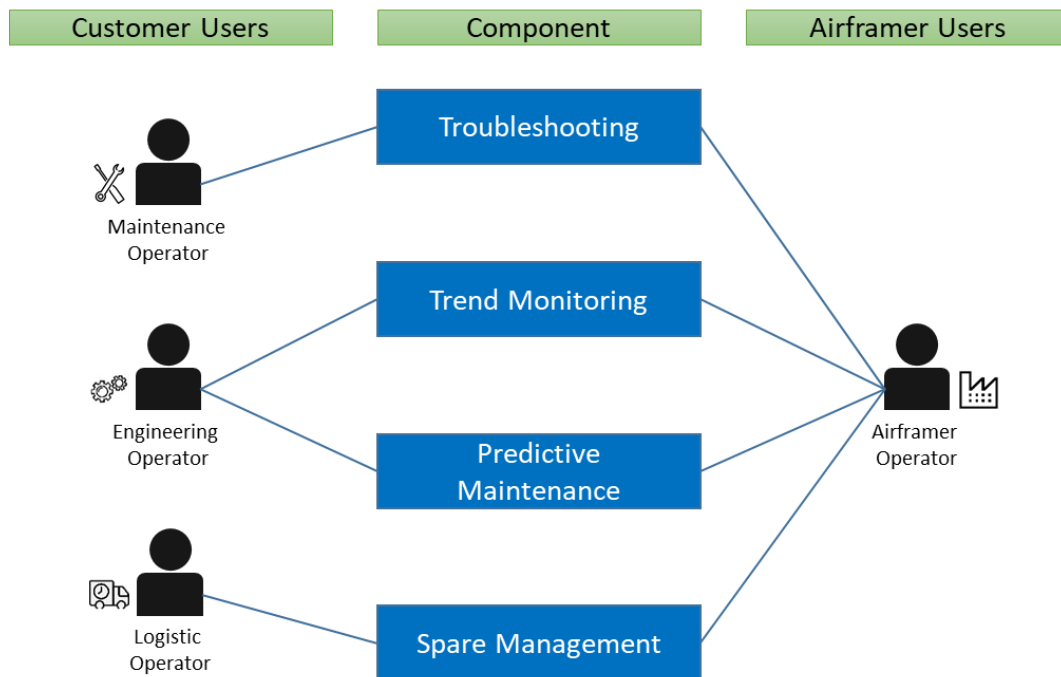 Customer Users
Component
Airframer Users
Troubleshooting
Maintenance
Operator
Trend Monitoring
Engineering
Operator
Predictive
Maintenance
Airframer
Operator
Logistic
Operator
Spare Management